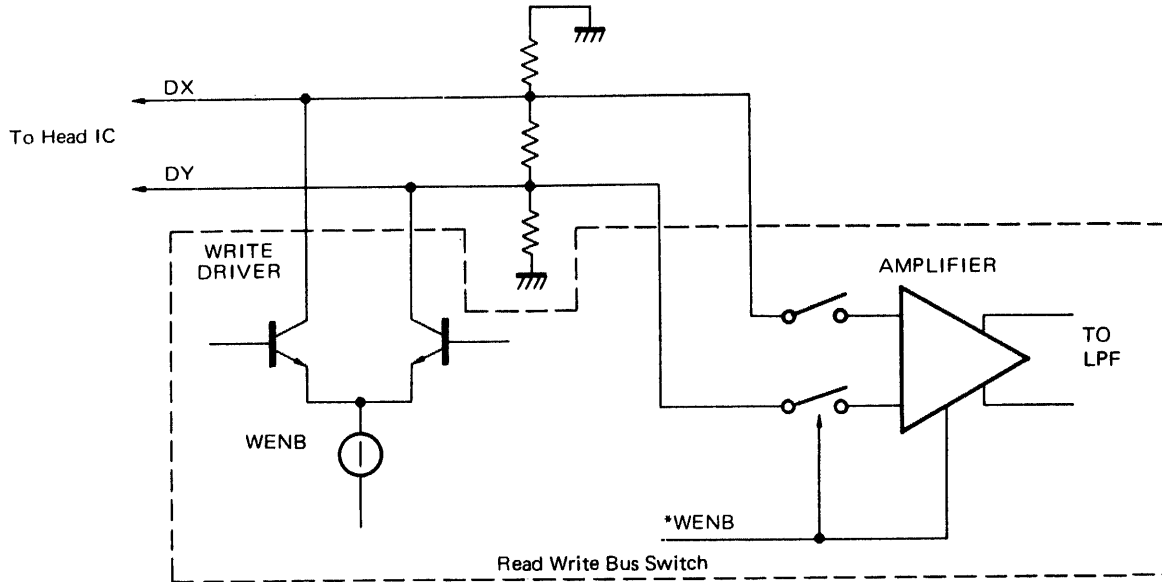 DX
To Head IC
DY
WRITE
DRIVER
AMPLIFIER
TO
LPF
WENB
*WENB
Read Write Bus Switch